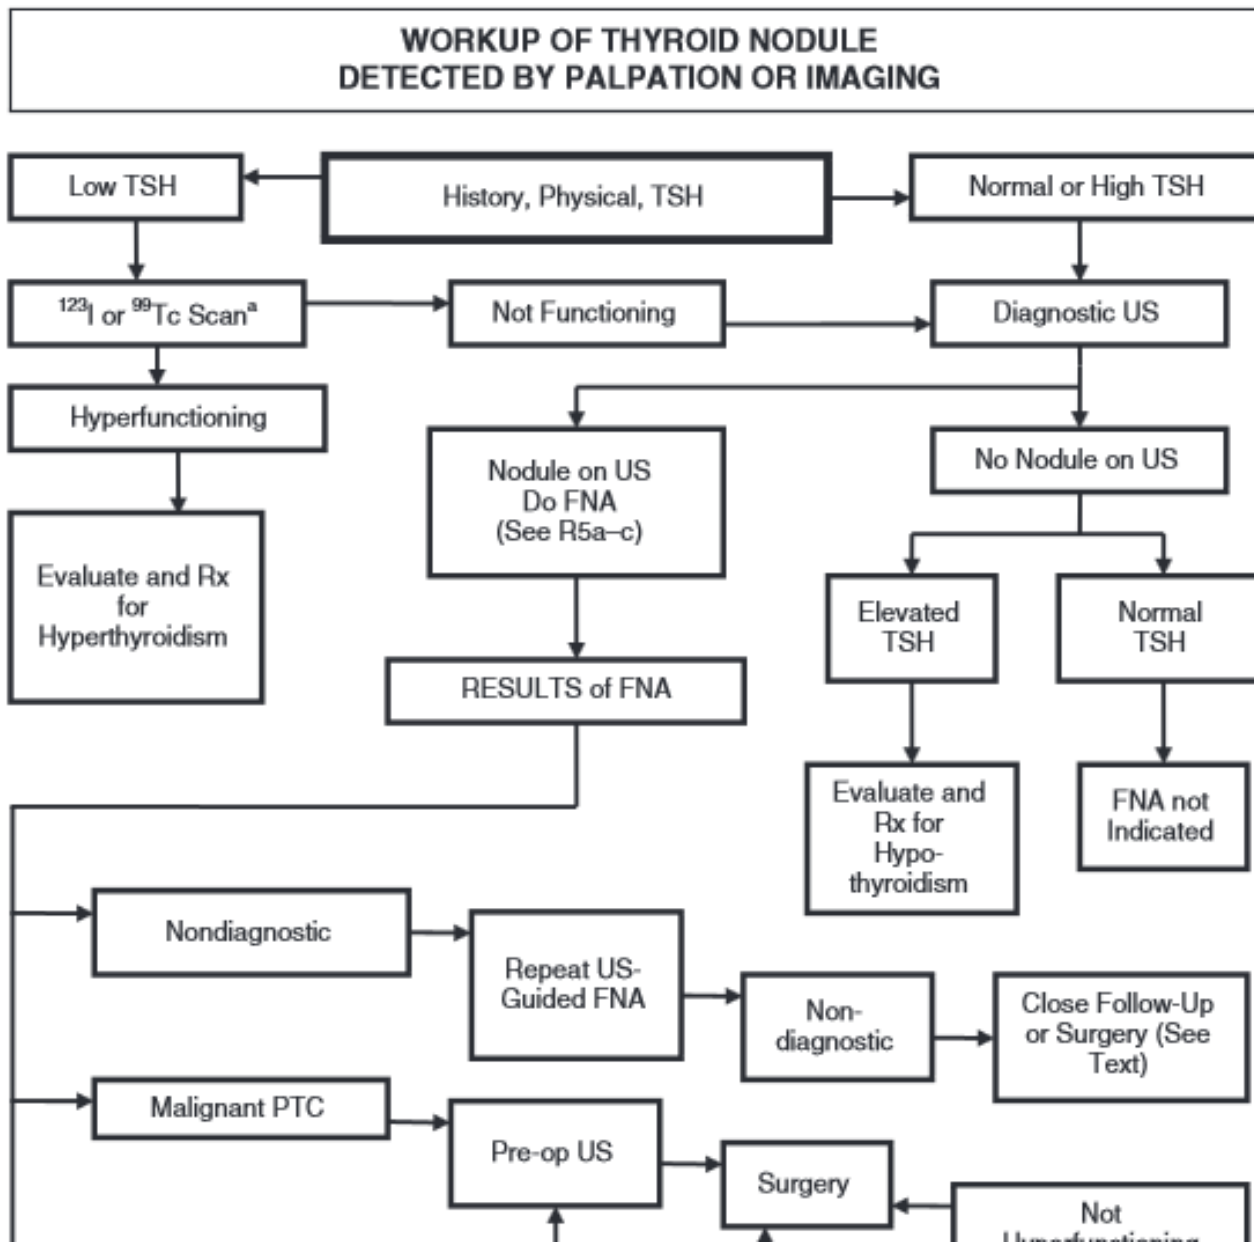 WORKUP OF THYROID NODULE
DETECTED BY PALPATION OR IMAGING
Low TSH
History, Physical, TSH
Normal or High TSH
¹²³I or ⁹⁹Tc Scanᵃ
Not Functioning
Diagnostic US
Hyperfunctioning
Nodule on US
Do FNA
(See R5a–c)
No Nodule on US
Evaluate and Rx
for
Hyperthyroidism
Elevated
TSH
Normal
TSH
RESULTS of FNA
Evaluate and
Rx for
Hypo-
thyroidism
FNA not
Indicated
Nondiagnostic
Repeat US-
Guided FNA
Non-
diagnostic
Close Follow-Up
or Surgery (See
Text)
Malignant PTC
Pre-op US
Surgery
Not
Hyperfunctioning